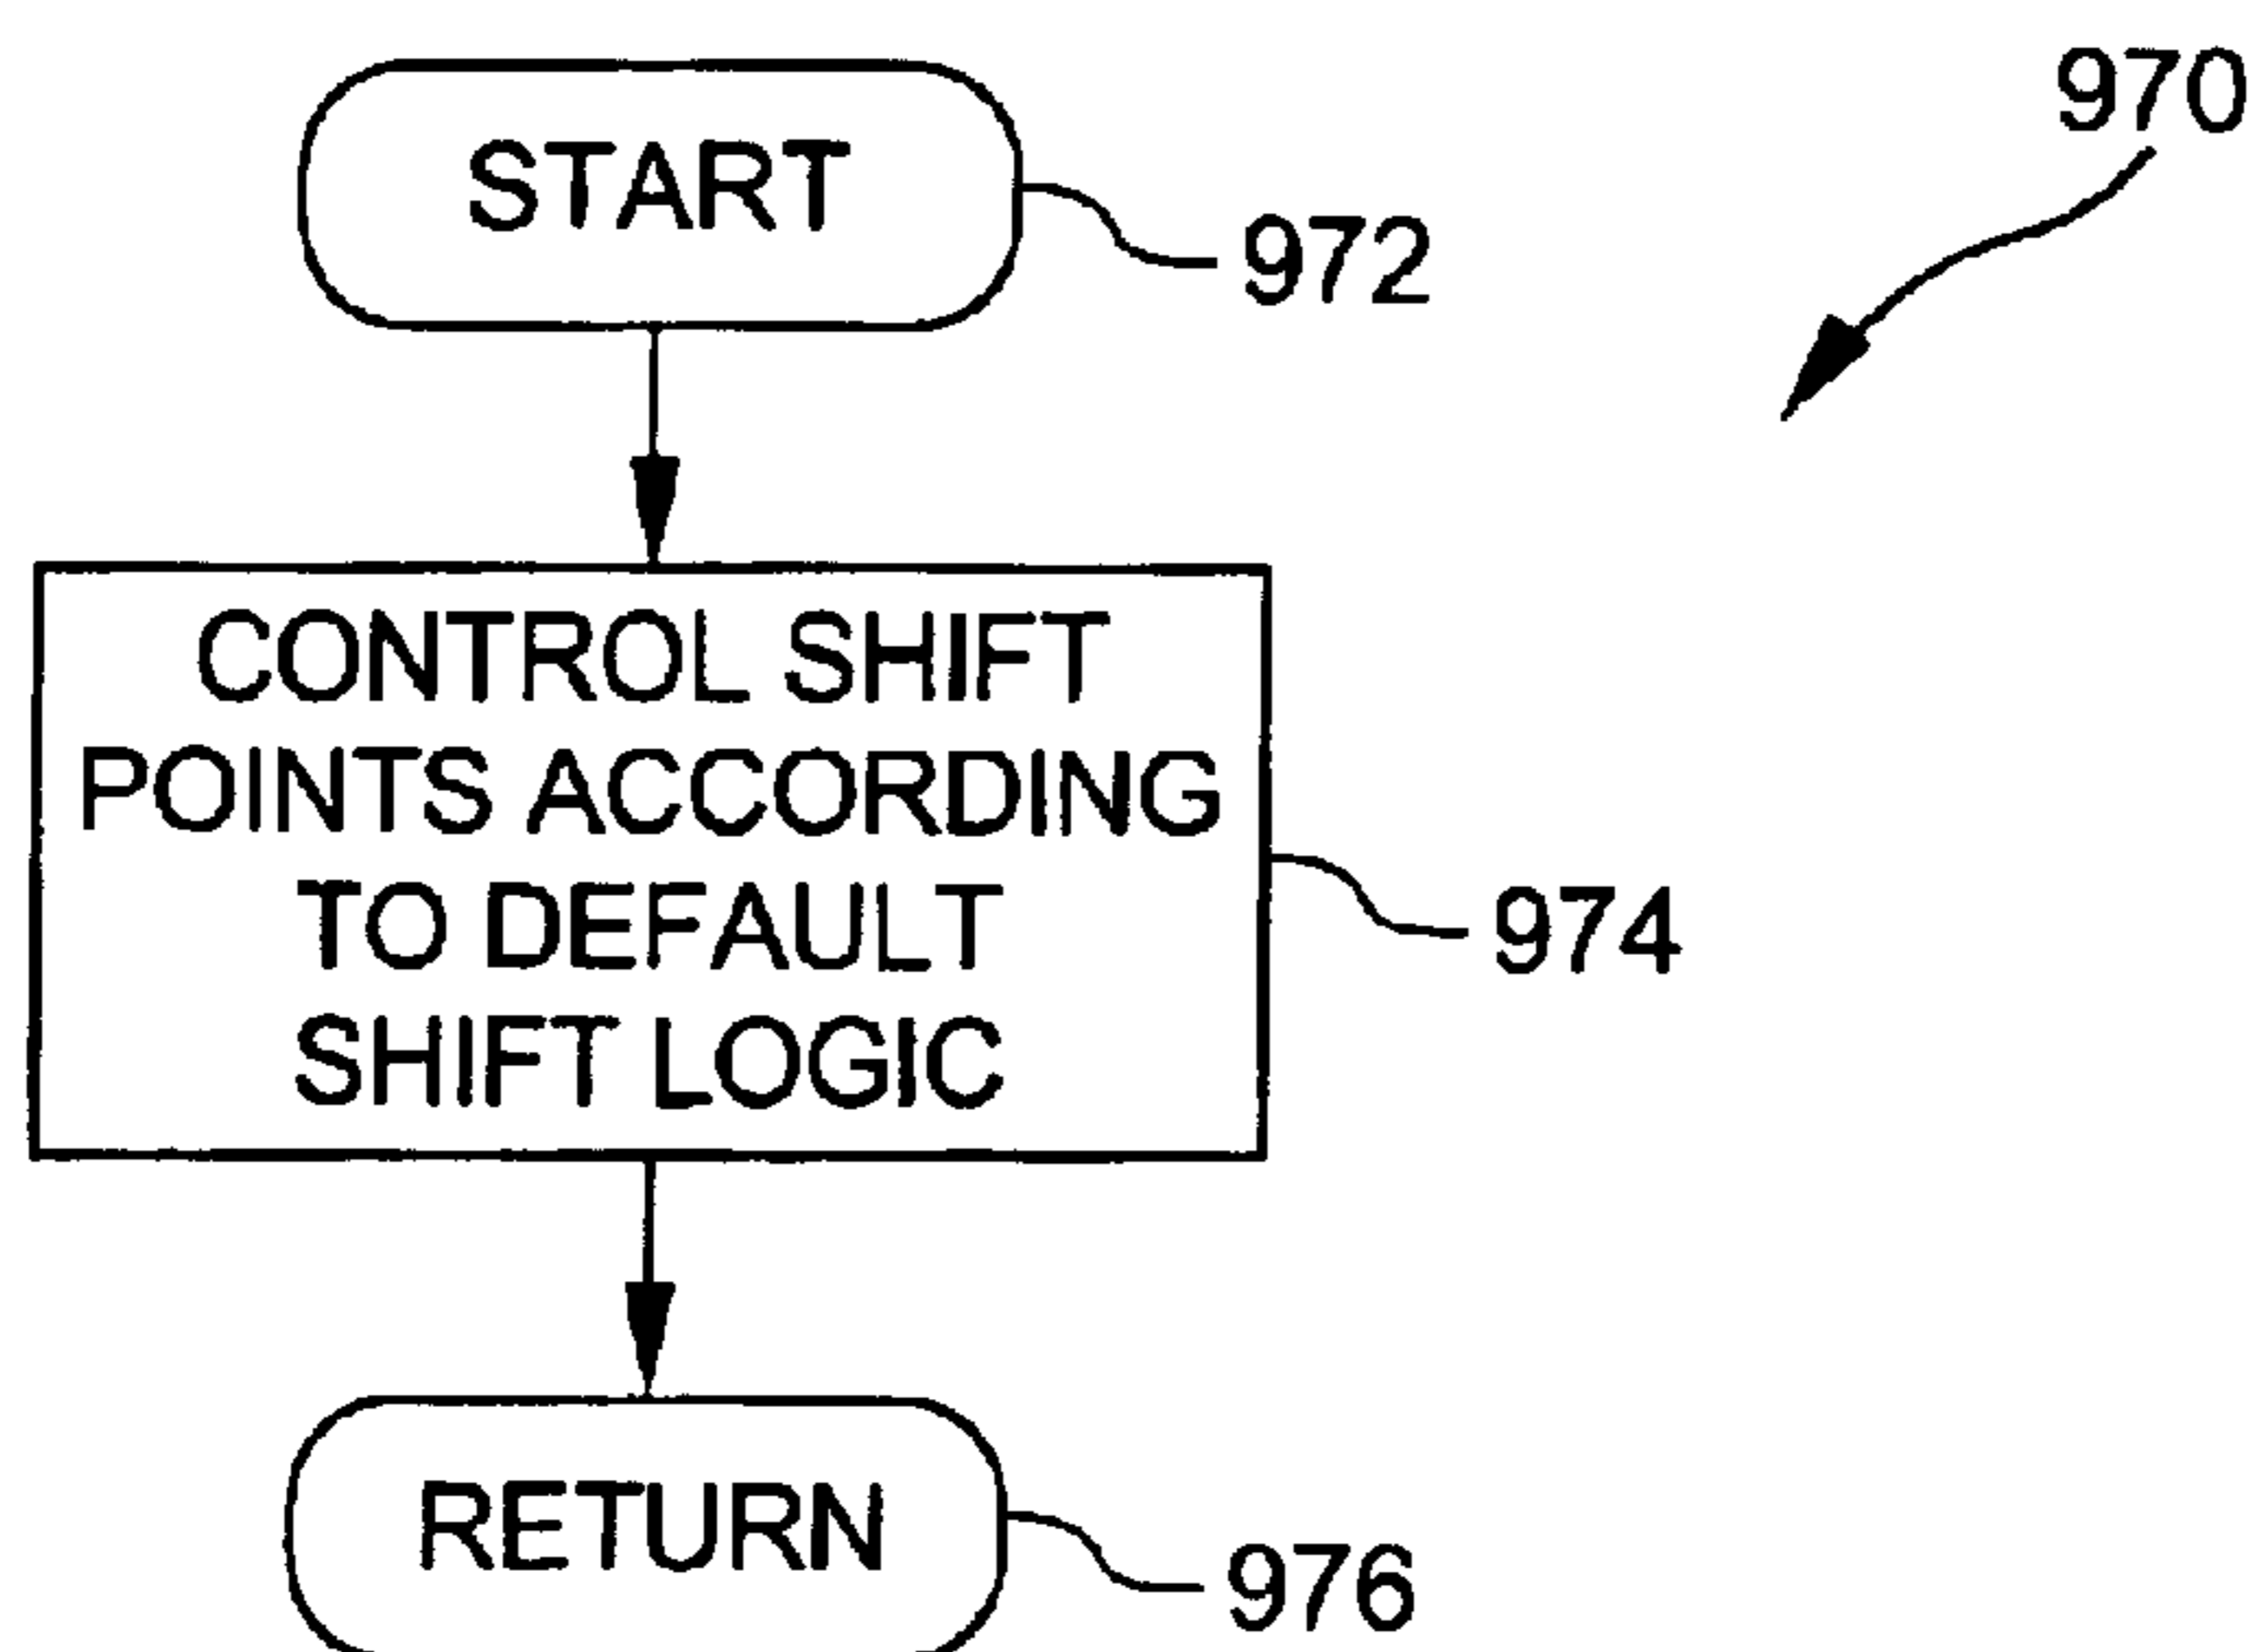 970
START
972
CONTROL SHIFT
POINTS ACCORDING
TO DEFAULT
SHIFT LOGIC
974
RETURN
976